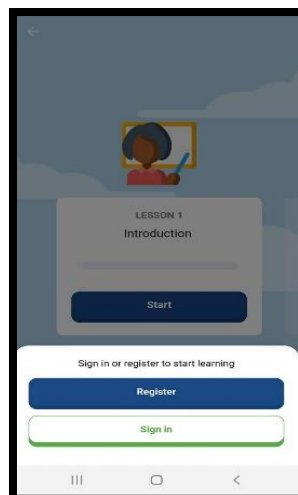 LESSON 1
Introduction
Start
Sign in or register to start learning
Register
Sign in